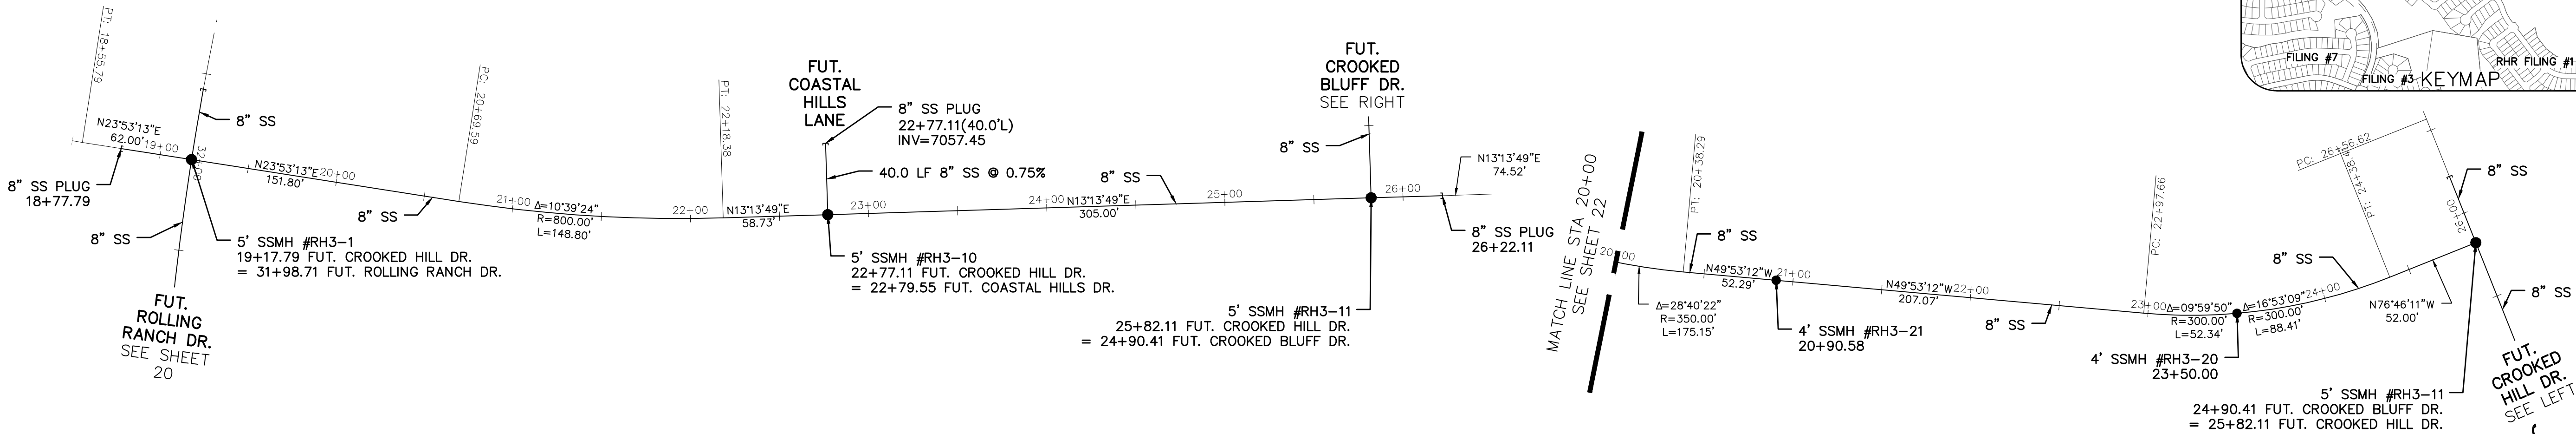 PT: 18+55.79
N23°53'13"E
62.00'
19+00
8" SS PLUG
18+77.79
8" SS
32+00
8" SS
N23°53'13"E
151.80'
20+00
5' SSMH #RH3-1
19+17.79 FUT. CROOKED HILL DR.
= 31+98.71 FUT. ROLLING RANCH DR.
FUT.
ROLLING
RANCH DR.
SEE SHEET
20
8" SS
PC: 20+69.59
21+00
Δ=10°39'24"
R=800.00'
L=148.80'
22+00
PT: 22+18.38
N13°13'49"E
58.73'
FUT.
COASTAL
HILLS
LANE
8" SS PLUG
22+77.11(40.0'L)
INV=7057.45
40.0 LF 8" SS @ 0.75%
23+00
5' SSMH #RH3-10
22+77.11 FUT. CROOKED HILL DR.
= 22+79.55 FUT. COASTAL HILLS DR.
24+00
N13°13'49"E
305.00'
8" SS
25+00
FUT.
CROOKED
BLUFF DR.
SEE RIGHT
8" SS
26+00
N13°13'49"E
74.52'
8" SS PLUG
26+22.11
5' SSMH #RH3-11
25+82.11 FUT. CROOKED HILL DR.
= 24+90.41 FUT. CROOKED BLUFF DR.
MATCH LINE STA 20+00
SEE SHEET 22
20+00
PT: 20+38.29
8" SS
Δ=28°40'22"
R=350.00'
L=175.15'
N49°53'12"W
52.29'
21+00
4' SSMH #RH3-21
20+90.58
N49°53'12"W
207.07'
22+00
8" SS
PC: 22+97.66
23+00
Δ=09°59'50"
R=300.00'
L=52.34'
Δ=16°53'09"
R=300.00'
L=88.41'
24+00
4' SSMH #RH3-20
23+50.00
8" SS
PC: 26+56.62
PT: 24+38.41
N76°46'11"W
52.00'
26+00
8" SS
8" SS
5' SSMH #RH3-11
24+90.41 FUT. CROOKED BLUFF DR.
= 25+82.11 FUT. CROOKED HILL DR.
FUT.
CROOKED
HILL DR.
SEE LEFT
FILING #7
FILING #3
RHR FILING #1
KEYMAP